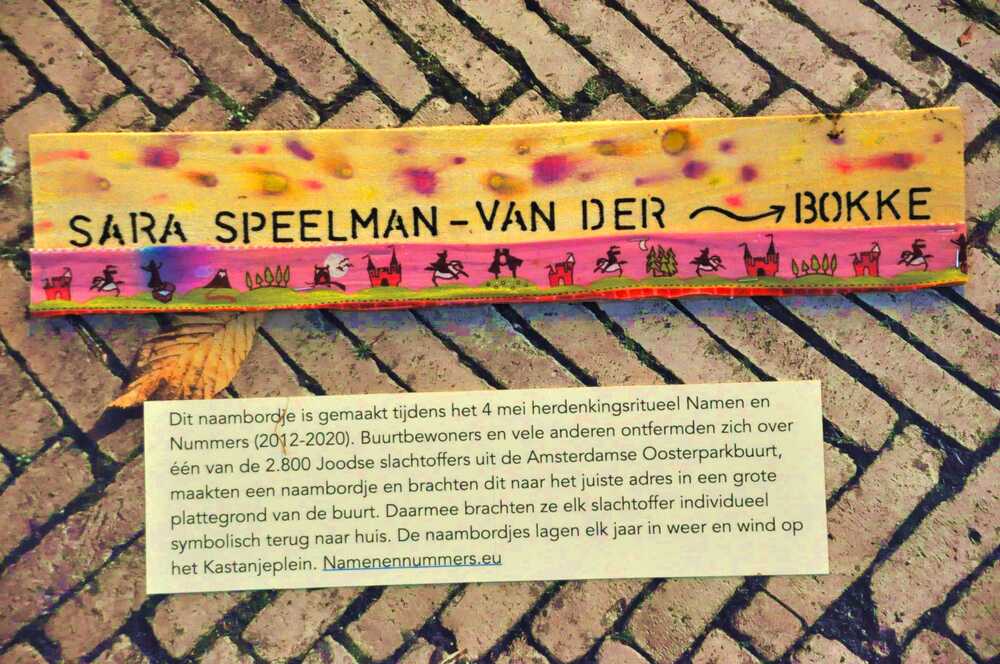 SARA SPEELMAN-VAN DER BOKKE
Dit naambordje is gemaakt tijdens het 4 mei herdenkingsritueel Namen en
Nummers (2012-2020). Buurtbewoners en vele anderen ontfermden zich over
één van de 2.800 Joodse slachtoffers uit de Amsterdamse Oosterparkbuurt,
maakten een naambordje en brachten dit naar het juiste adres in een grote
plattegrond van de buurt. Daarmee brachten ze elk slachtoffer individueel
symbolisch terug naar huis. De naambordjes lagen elk jaar in weer en wind op
het Kastanjeplein. Namenennummers.eu